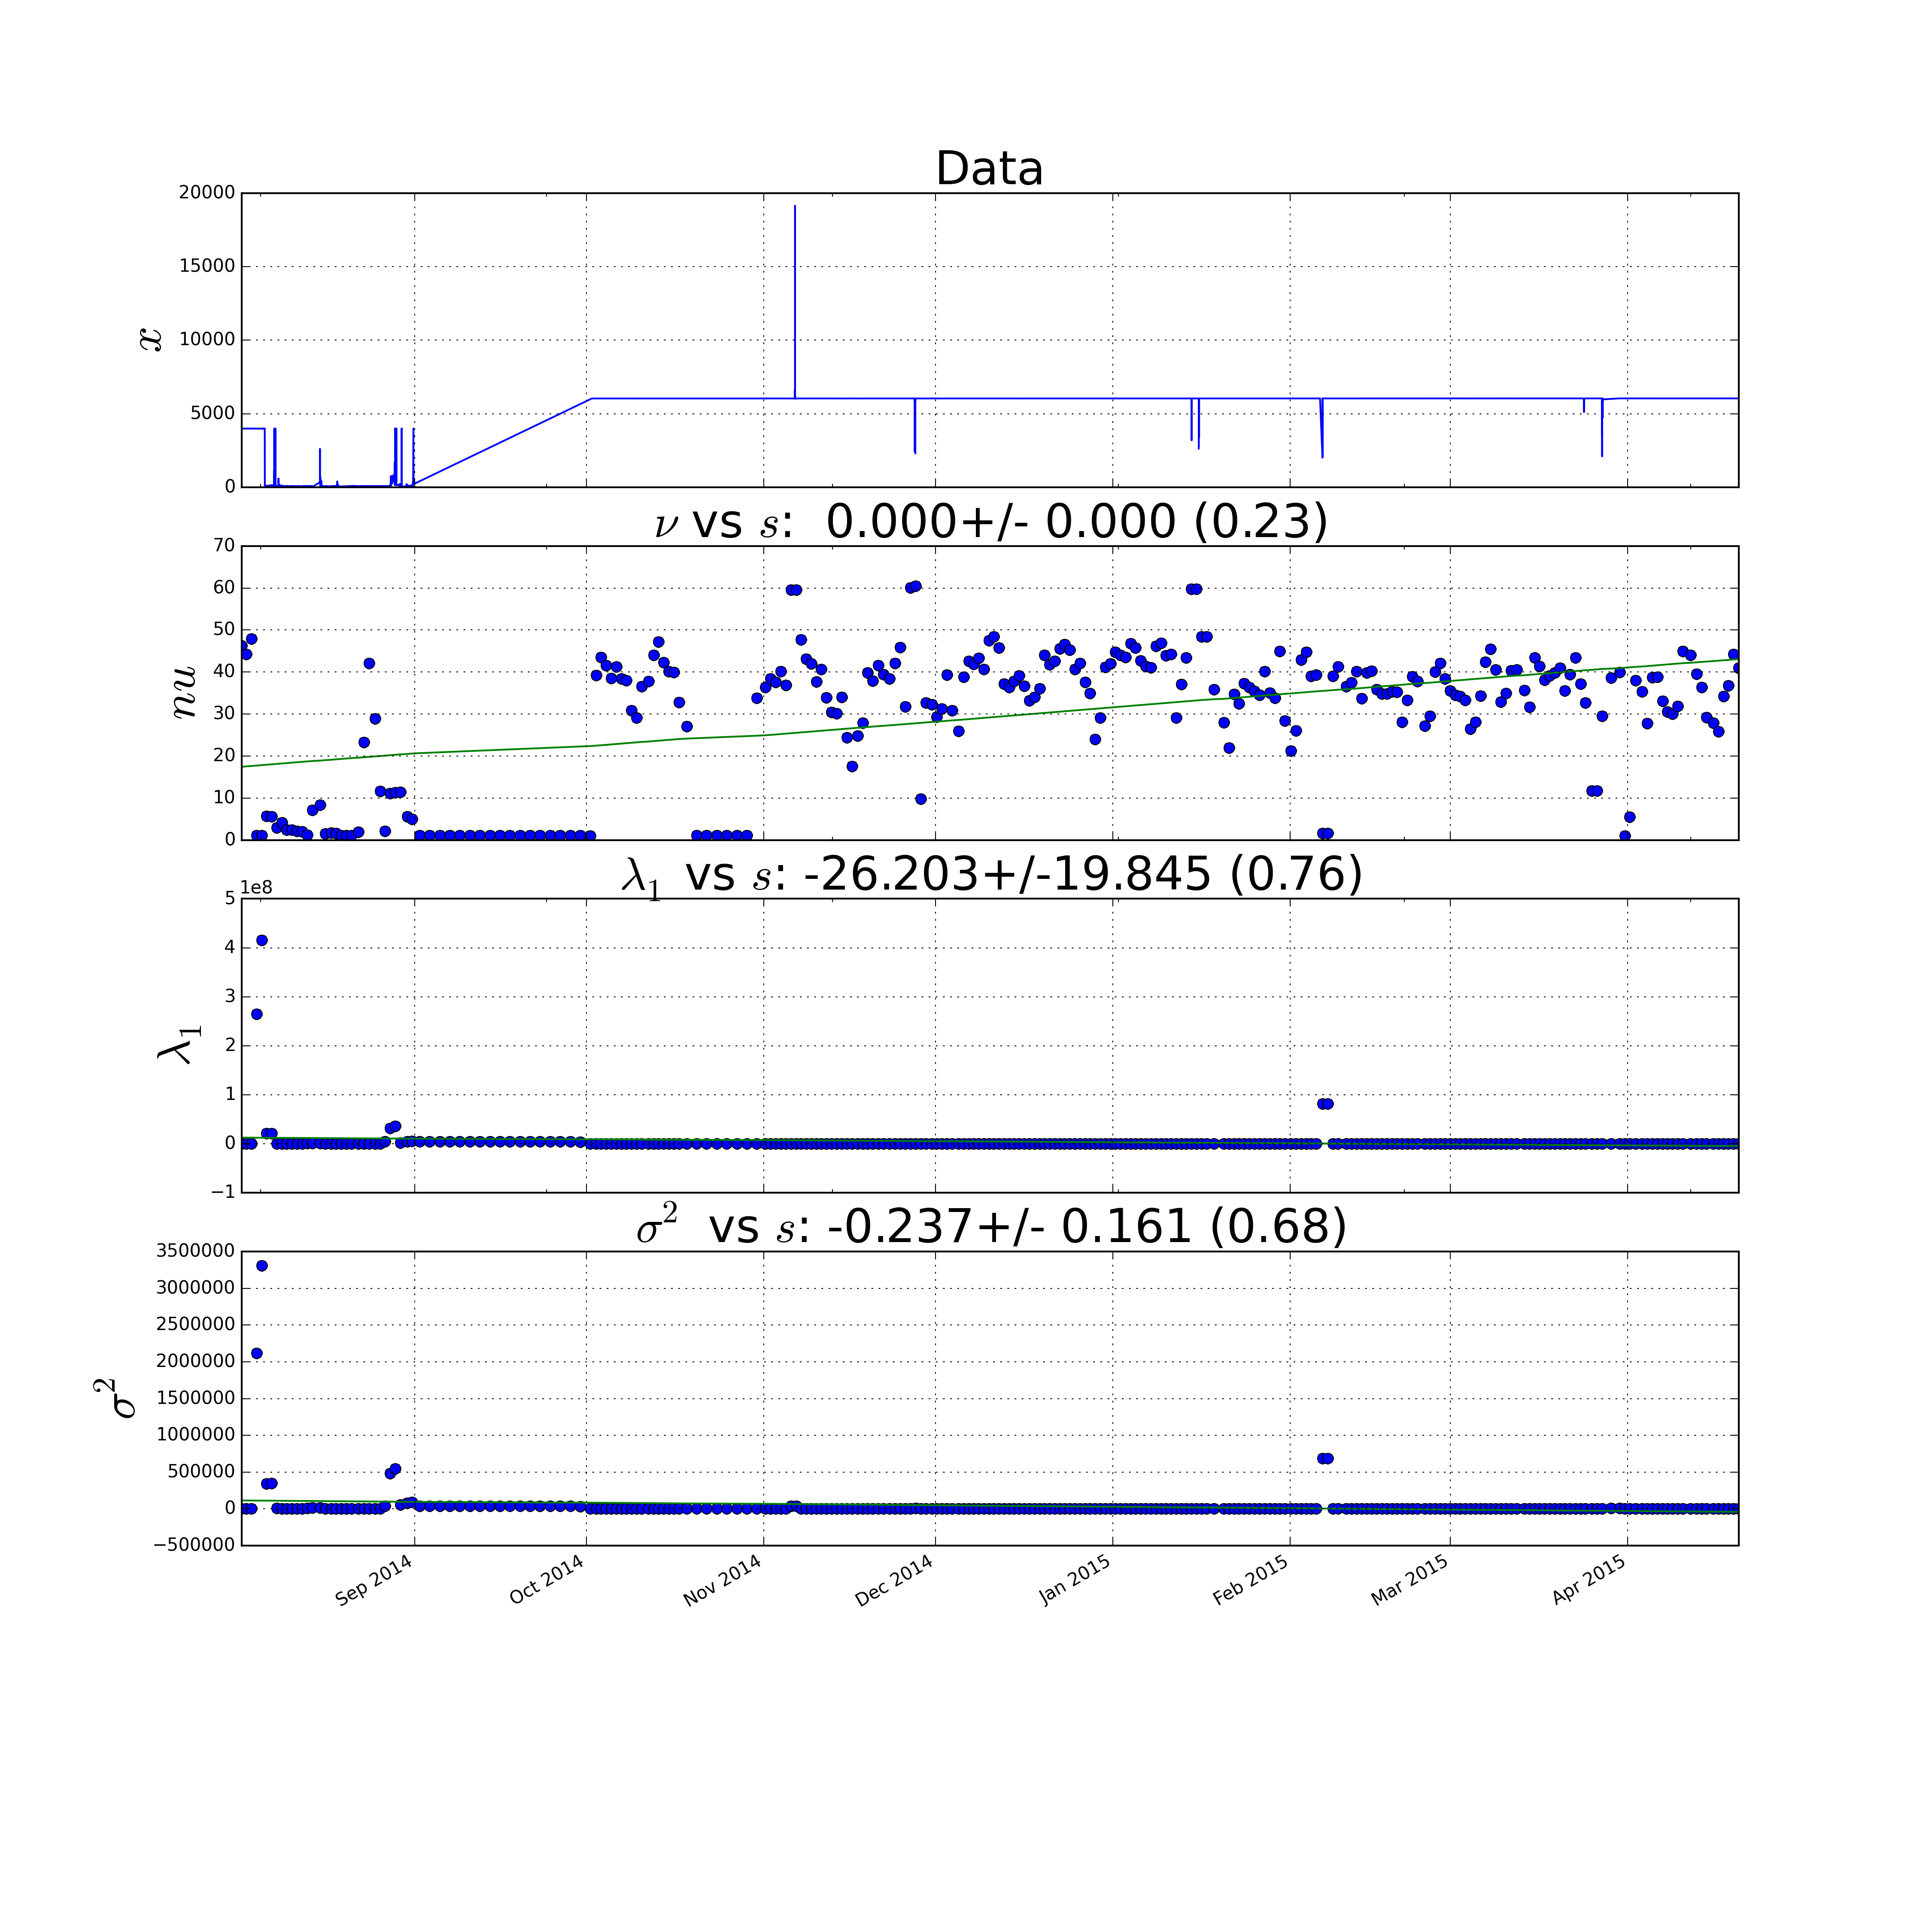 Data
20000
15000
10000
5000
0
x
ν vs s: 0.000+/- 0.000 (0.23)
70
60
50
40
30
20
10
0
nu
λ₁ vs s: -26.203+/-19.845 (0.76)
1e8
5
4
3
2
1
0
−1
λ₁
σ² vs s: -0.237+/- 0.161 (0.68)
3500000
3000000
2500000
2000000
1500000
1000000
500000
0
−500000
σ²
Sep 2014 Oct 2014 Nov 2014 Dec 2014 Jan 2015 Feb 2015 Mar 2015 Apr 2015